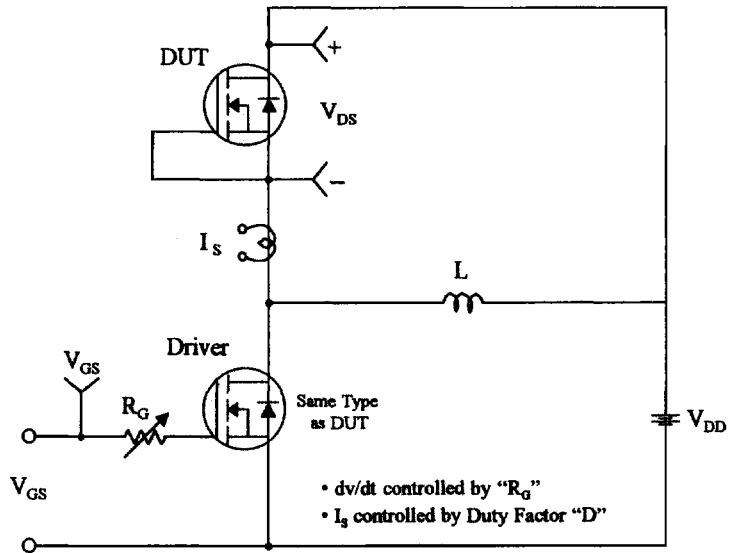 DUT
+
V_DS
−
I_S
L
Driver
V_GS
R_G
Same Type
as DUT
V_DD
V_GS
• dv/dt controlled by “R_G”
• I_S controlled by Duty Factor “D”